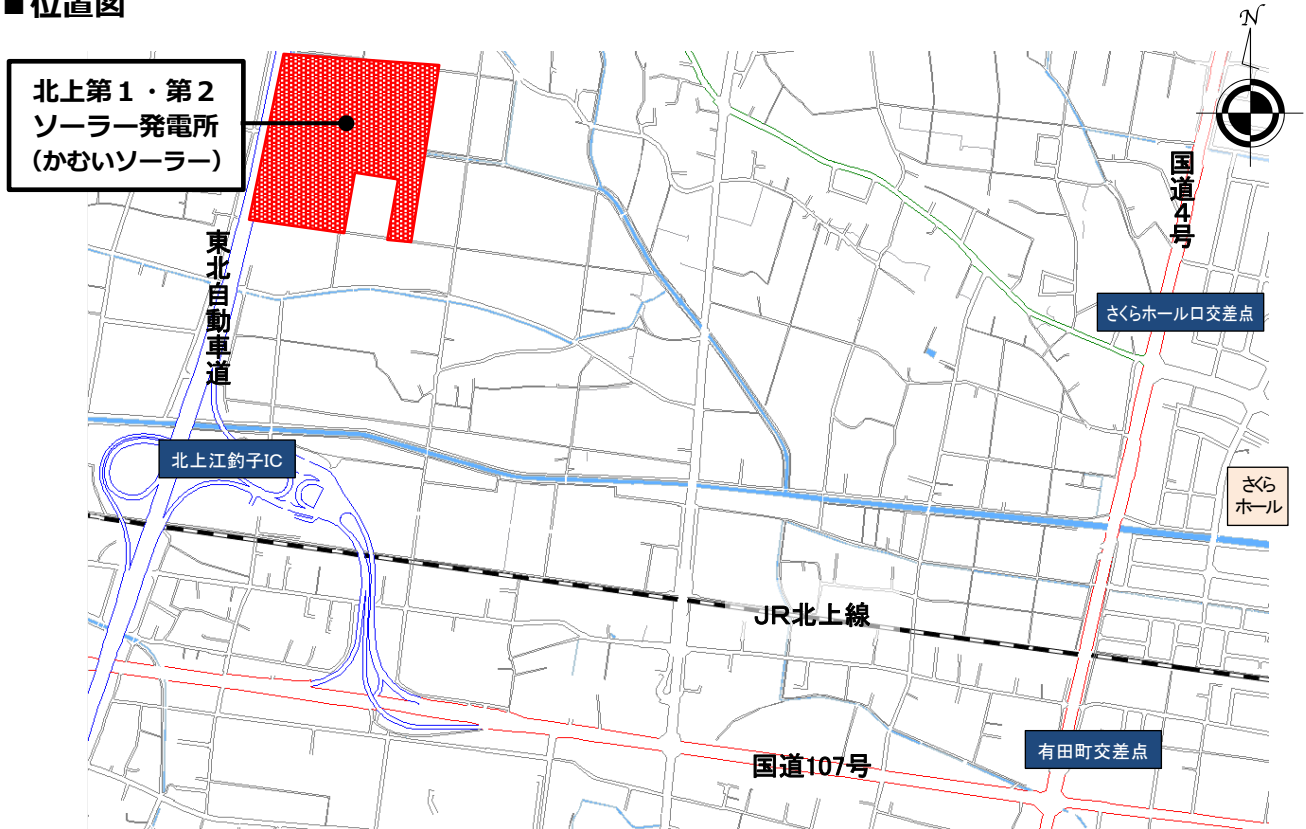 ■位置図
N
北上第１・第２
ソーラー発電所
（かむいソーラー）
国道4号
東北自動車道
さくらホール口交差点
北上江釣子IC
さくら
ホール
JR北上線
有田町交差点
国道107号